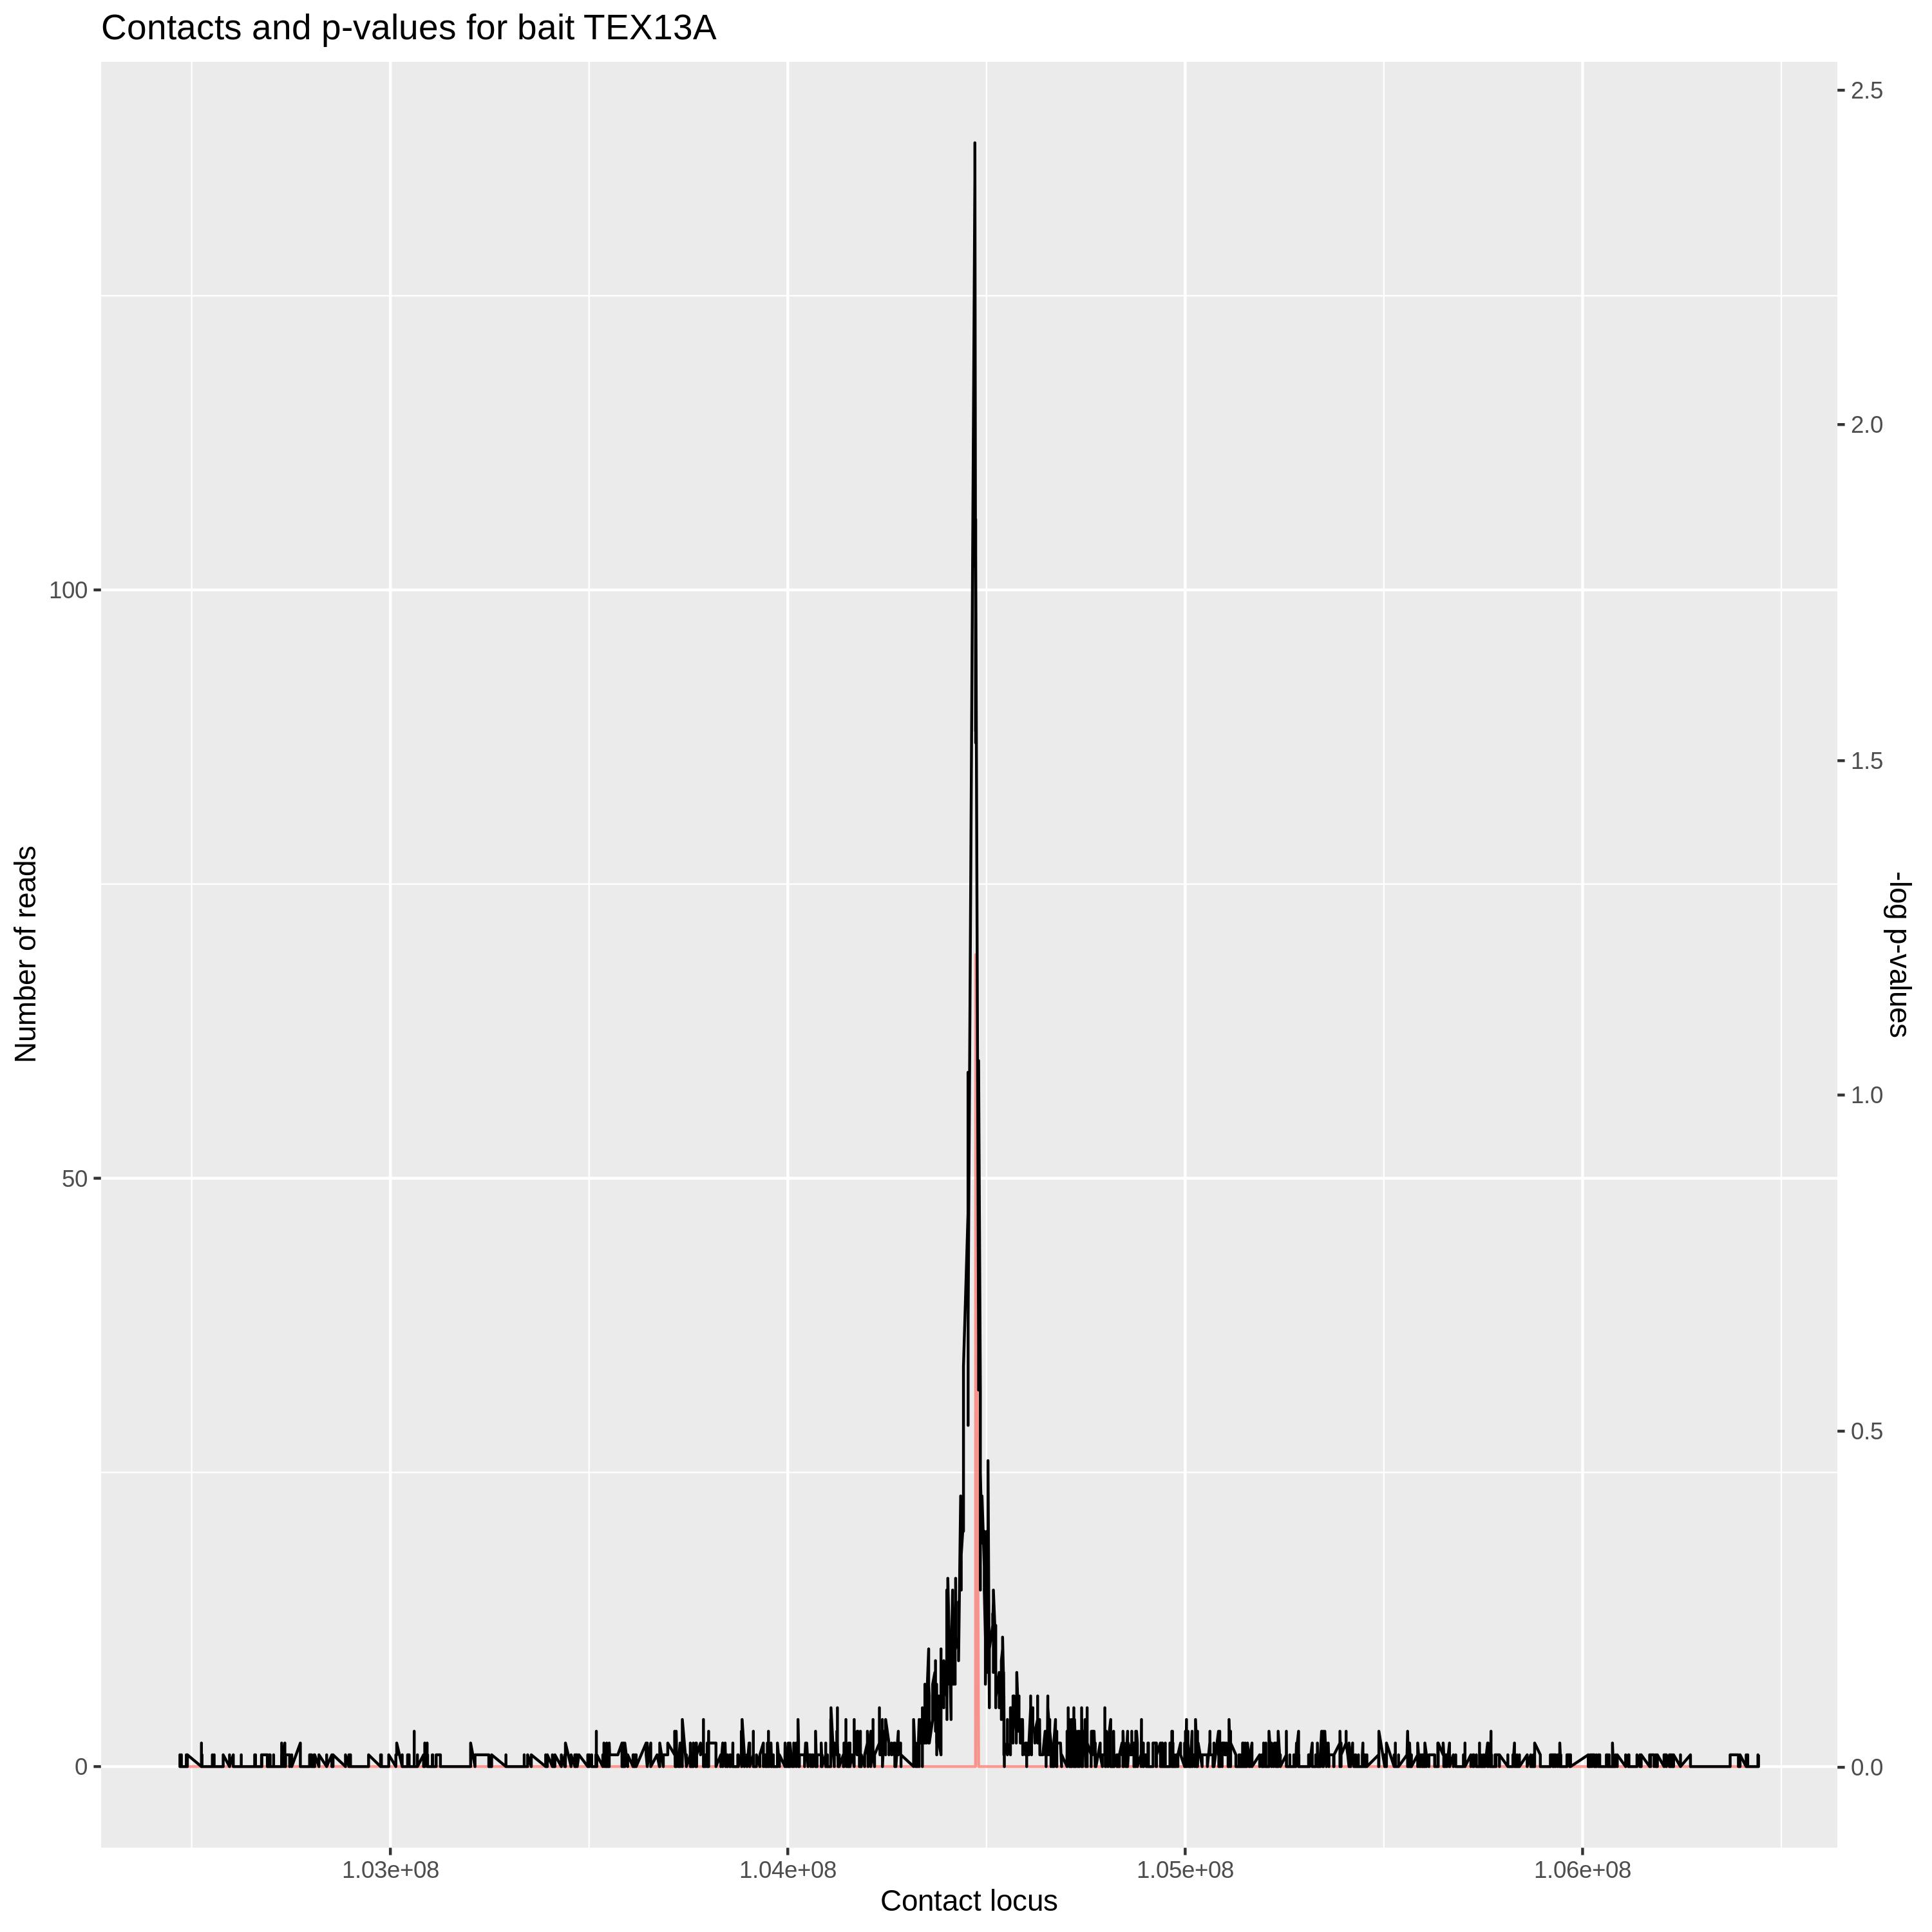 Contacts and p-values for bait TEX13A
2.5
2.0
100
1.5
Number of reads
-log p-values
1.0
50
0.5
0
0.0
1.03e+08
1.04e+08
1.05e+08
1.06e+08
Contact locus